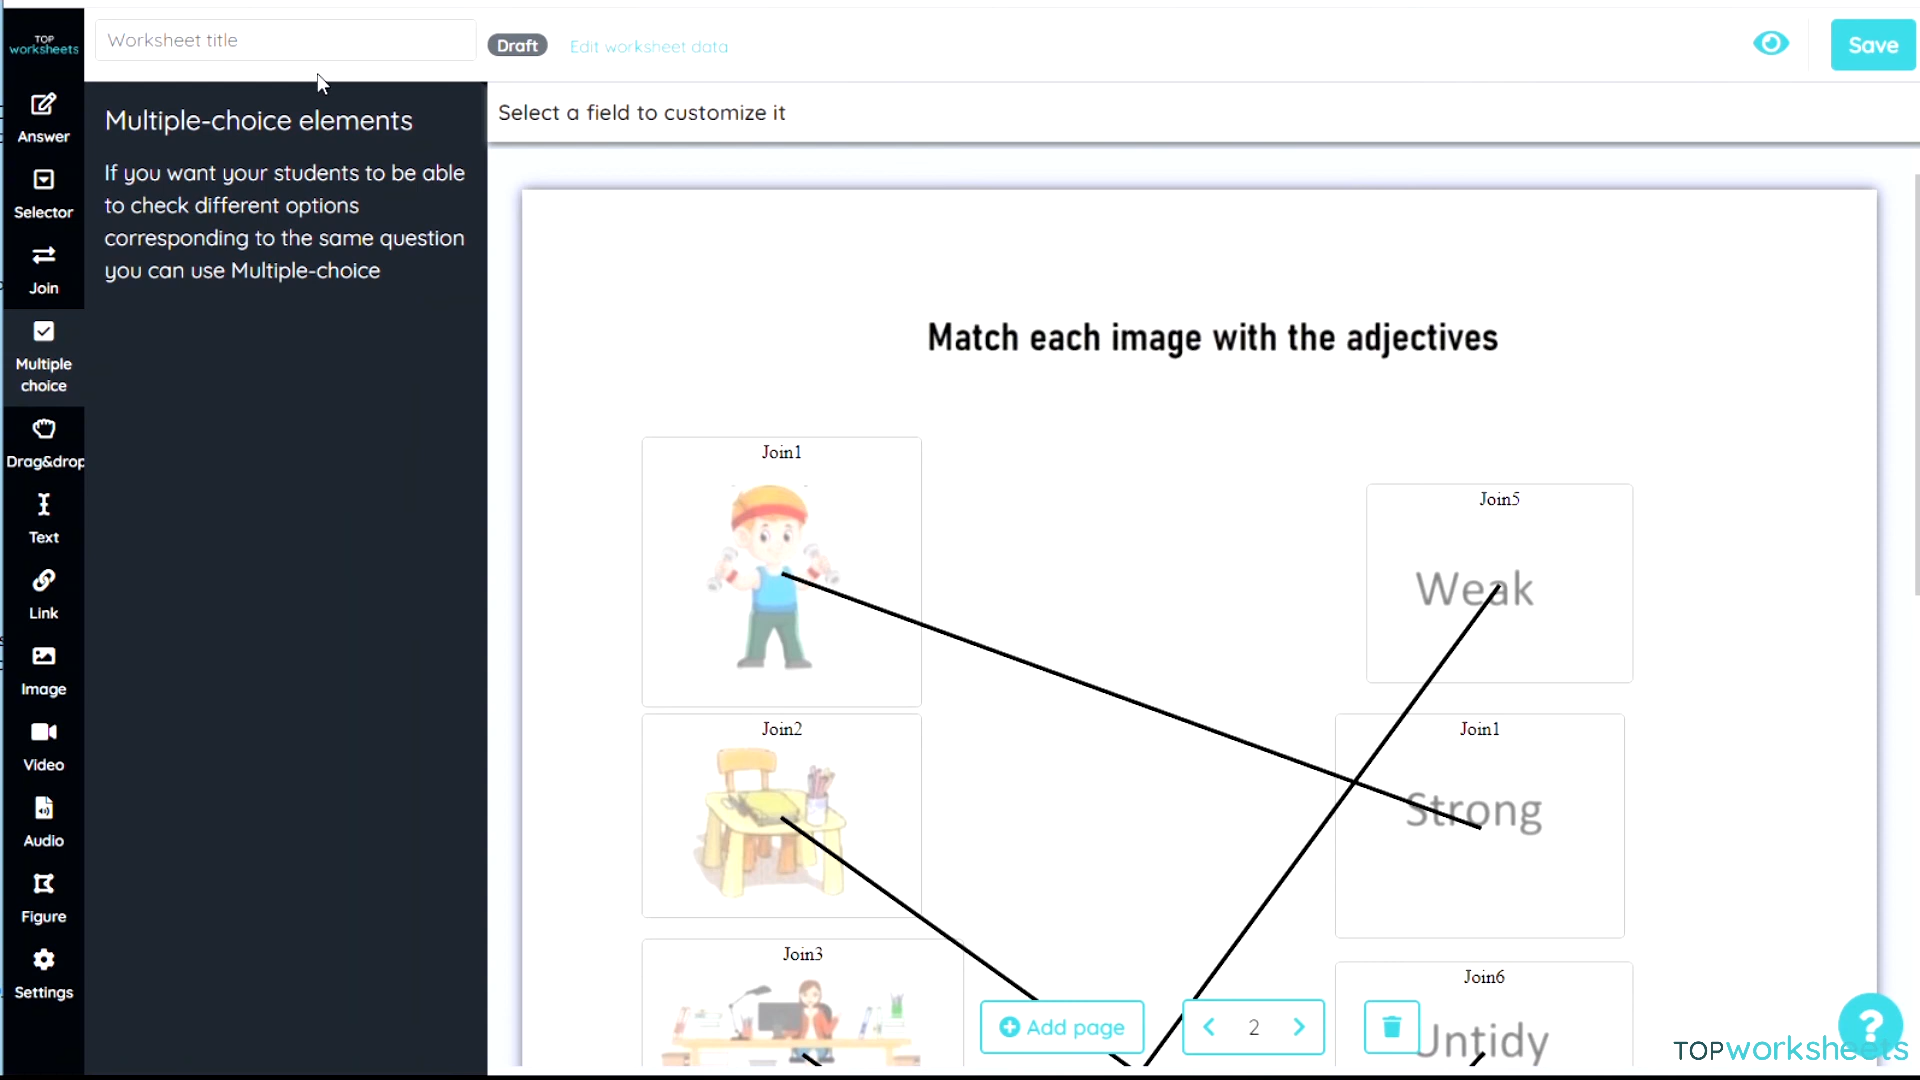 TOP
worksheets
Worksheet title
Draft
Edit worksheet data
Save
Answer
Selector
Join
Multiple
choice
Drag&drop
Text
Link
Image
Video
Audio
Figure
Settings
Multiple-choice elements
If you want your students to be able
to check different options
corresponding to the same question
you can use Multiple-choice
Select a field to customize it
Match each image with the adjectives
Join1
Join5
Weak
Join2
Join1
Strong
Join3
Join6
Untidy
Add page
2
?
TOPworksheets